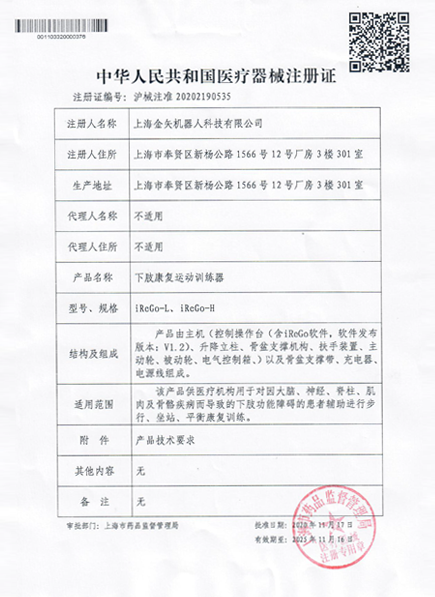 001103320000376
中华人民共和国医疗器械注册证
注册证编号：沪械注准 20202190535
注册人名称 上海金矢机器人科技有限公司
注册人住所 上海市奉贤区新杨公路 1566 号 12 号厂房 3 楼 301 室
生产地址 上海市奉贤区新杨公路 1566 号 12 号厂房 3 楼 301 室
代理人名称 不适用
代理人住所 不适用
产品名称 下肢康复运动训练器
型号、规格 iReGo-L、iReGo-H
结构及组成
产品由主机（控制操作台（含iReGo软件，软件发布
版本：V1.2）、升降立柱、骨盆支撑机构、扶手装置、主
动轮、被动轮、电气控制箱、）以及骨盆支撑带、充电器、
电源线组成。
适用范围
该产品供医疗机构用于对因大脑、神经、脊柱、肌
肉及骨骼疾病而导致的下肢功能障碍的患者辅助进行步
行、坐站、平衡康复训练。
附 件 产品技术要求
其他内容 无
备 注 无
审批部门：上海市药品监督管理局
批准日期：2020 年 11 月 17 日
有效期至：2025 年 11 月 16 日
上海市药品监督管理局
医疗器械
注册专用章